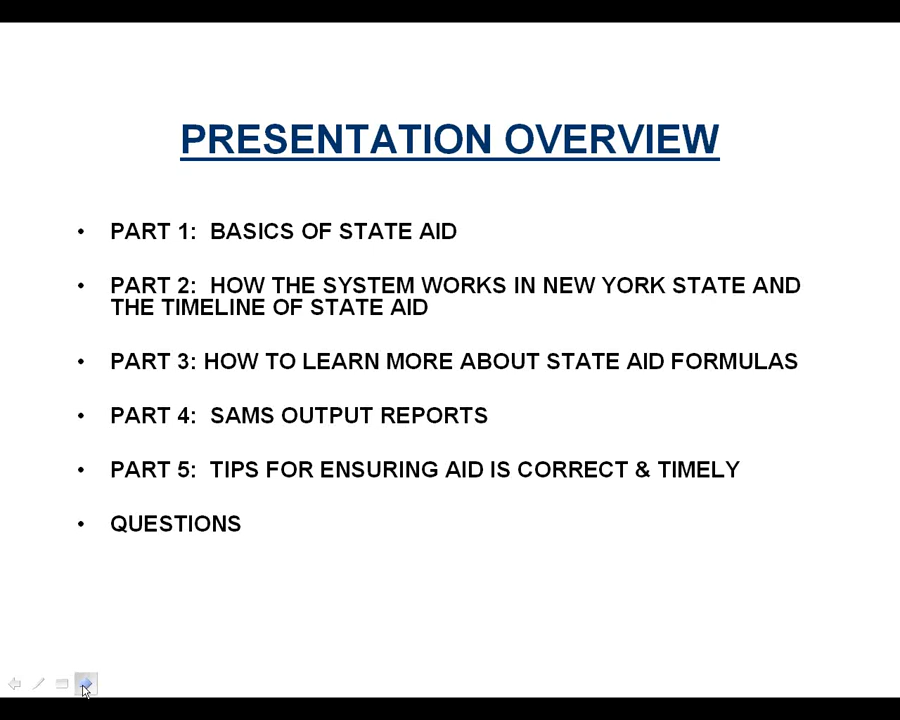 PRESENTATION OVERVIEW
• PART 1: BASICS OF STATE AID
• PART 2: HOW THE SYSTEM WORKS IN NEW YORK STATE AND
THE TIMELINE OF STATE AID
• PART 3: HOW TO LEARN MORE ABOUT STATE AID FORMULAS
• PART 4: SAMS OUTPUT REPORTS
• PART 5: TIPS FOR ENSURING AID IS CORRECT & TIMELY
• QUESTIONS